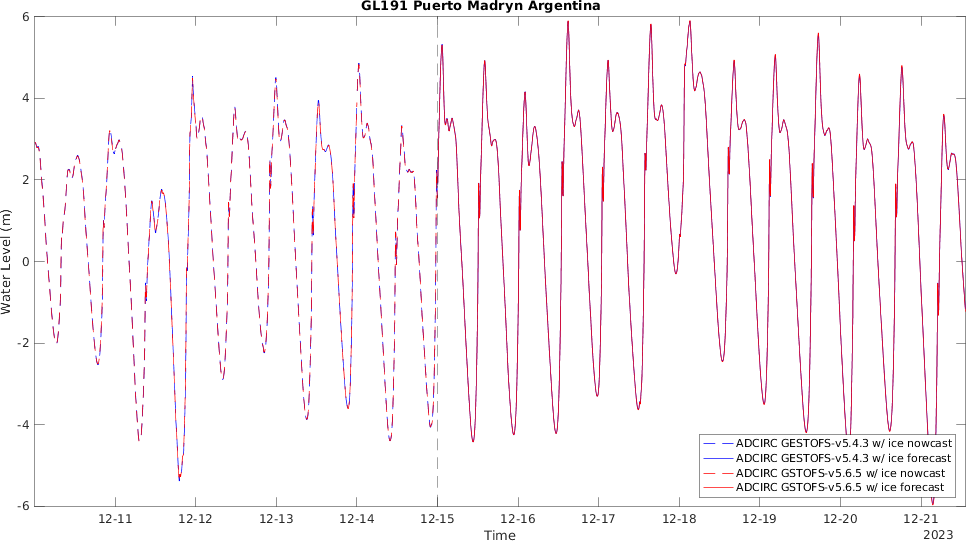 GL191 Puerto Madryn Argentina
6
4
2
0
-2
-4
-6
Water Level (m)
ADCIRC GESTOFS-v5.4.3 w/ ice nowcast
ADCIRC GESTOFS-v5.4.3 w/ ice forecast
ADCIRC GSTOFS-v5.6.5 w/ ice nowcast
ADCIRC GSTOFS-v5.6.5 w/ ice forecast
12-11 12-12 12-13 12-14 12-15 12-16 12-17 12-18 12-19 12-20 12-21
Time
2023